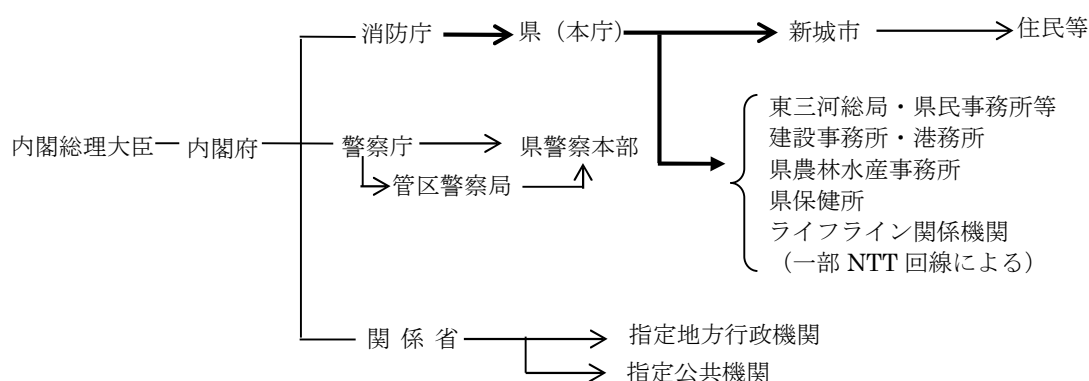 消防庁 県（本庁） 新城市 住民等
東三河総局・県民事務所等
建設事務所・港務所
内閣総理大臣 内閣府 警察庁 県警察本部
県農林水産事務所
管区警察局
県保健所
ライフライン関係機関
（一部 NTT 回線による）
関 係 省 指定地方行政機関
指定公共機関